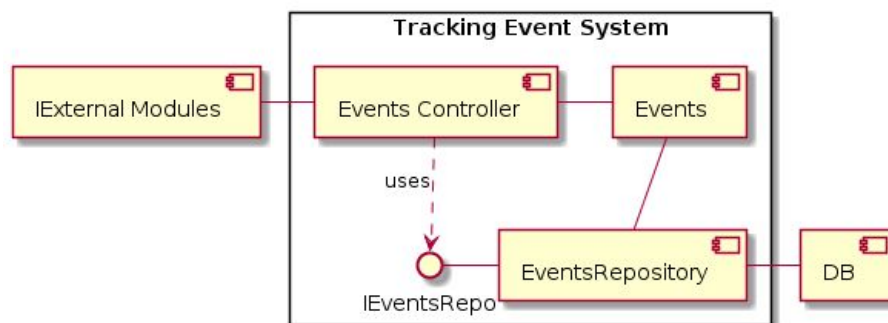 Tracking Event System
IExternal Modules
Events Controller
Events
uses
EventsRepository
DB
IEventsRepo